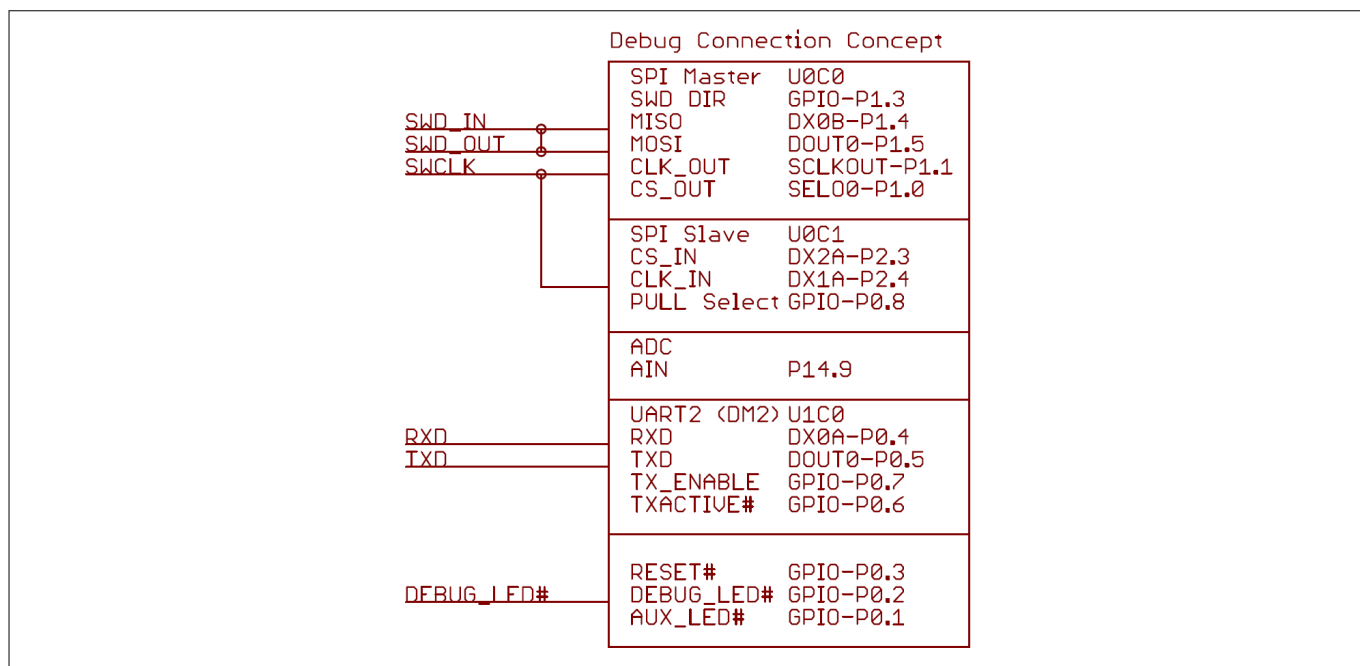 Debug Connection Concept
SPI Master U0C0
SWD DIR GPIO-P1.3
SWD_IN MISO DX0B-P1.4
SWD_OUT MOSI DOUT0-P1.5
SWCLK CLK_OUT SCLKOUT-P1.1
CS_OUT SELO0-P1.0
SPI Slave U0C1
CS_IN DX2A-P2.3
CLK_IN DX1A-P2.4
PULL Select GPIO-P0.8
ADC
AIN P14.9
UART2 (DM2) U1C0
RXD RXD DX0A-P0.4
TXD TXD DOUT0-P0.5
TX_ENABLE GPIO-P0.7
TXACTIVE# GPIO-P0.6
RESET# GPIO-P0.3
DEBUG_LED# DEBUG_LED# GPIO-P0.2
AUX_LED# GPIO-P0.1